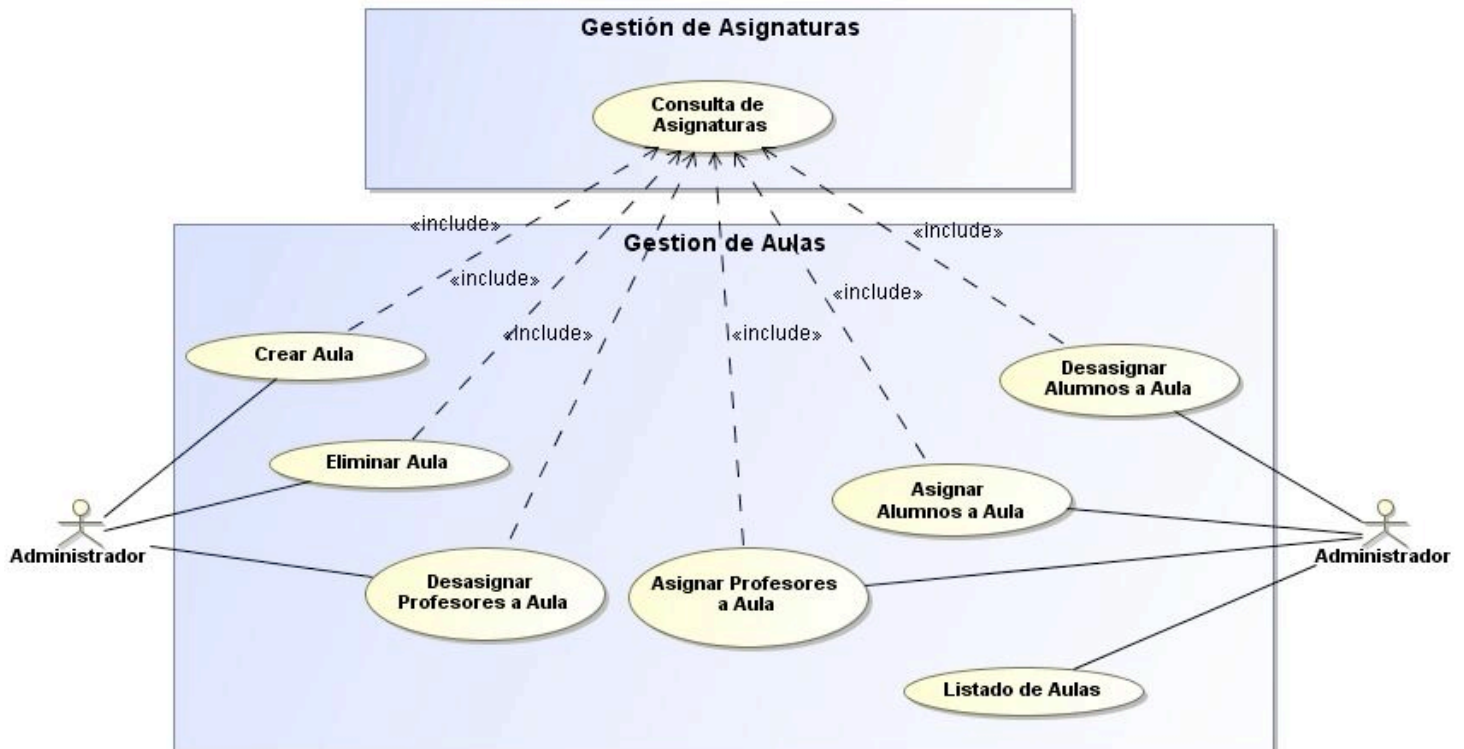 Gestión de Asignaturas
Consulta de
Asignaturas
«include»
«include»
Gestion de Aulas
«include»
«include»
«include»
«include»
Crear Aula
Desasignar
Alumnos a Aula
Eliminar Aula
Asignar
Alumnos a Aula
Administrador
Administrador
Desasignar
Profesores a Aula
Asignar Profesores
a Aula
Listado de Aulas